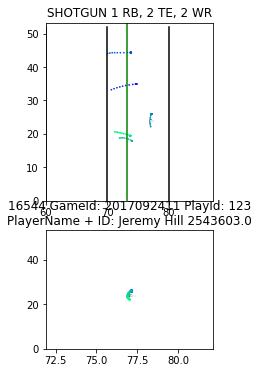 SHOTGUN 1 RB, 2 TE, 2 WR
50
40
30
20
10
0
60 70 80
16544 GameId: 2017092411 PlayId: 123
PlayerName + ID: Jeremy Hill 2543603.0
40
20
0
72.5 75.0 77.5 80.0